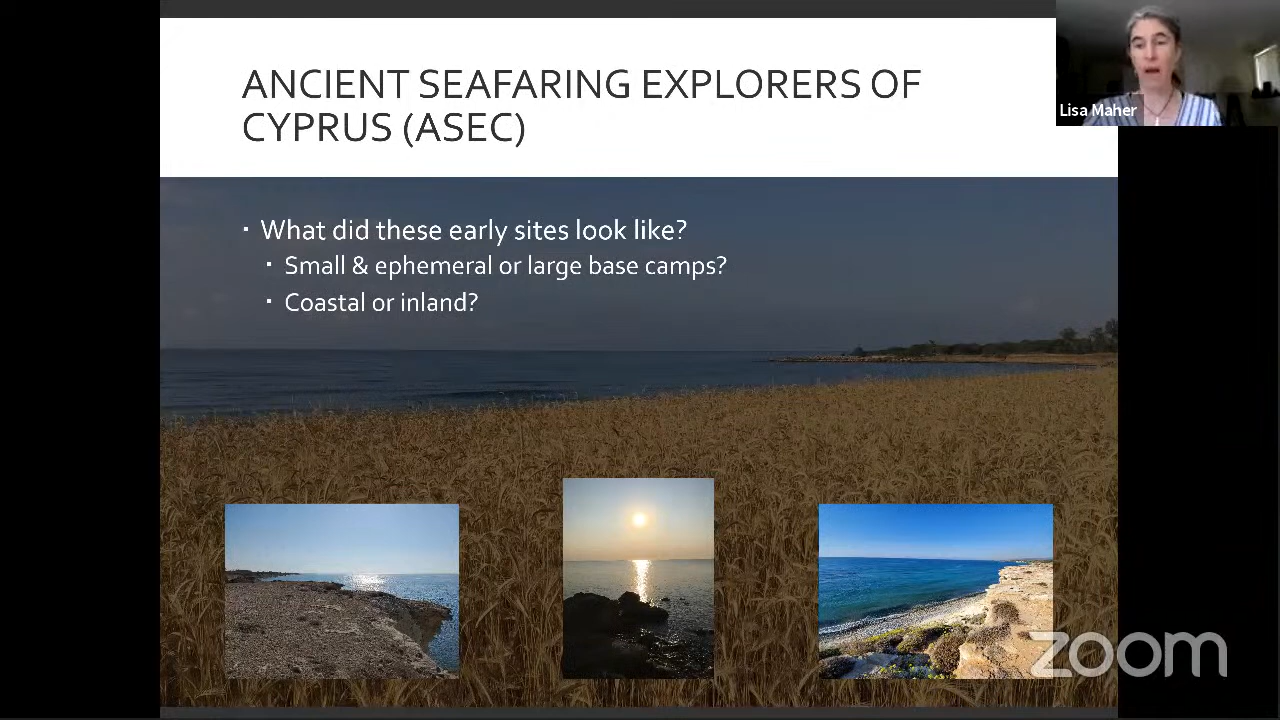 ANCIENT SEAFARING EXPLORERS OF
CYPRUS (ASEC)
Lisa Maher
▪ What did these early sites look like?
▪ Small & ephemeral or large base camps?
▪ Coastal or inland?
zoom